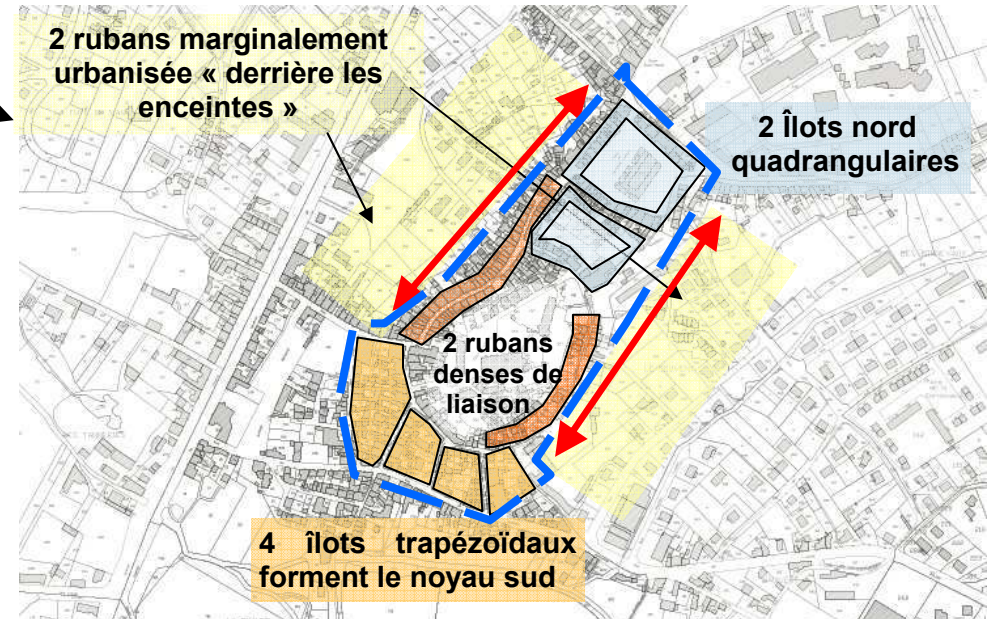 2 rubans marginalement
urbanisée « derrière les
enceintes »
2 Îlots nord
quadrangulaires
2 rubans
denses de
liaison
4 îlots trapézoïdaux
forment le noyau sud